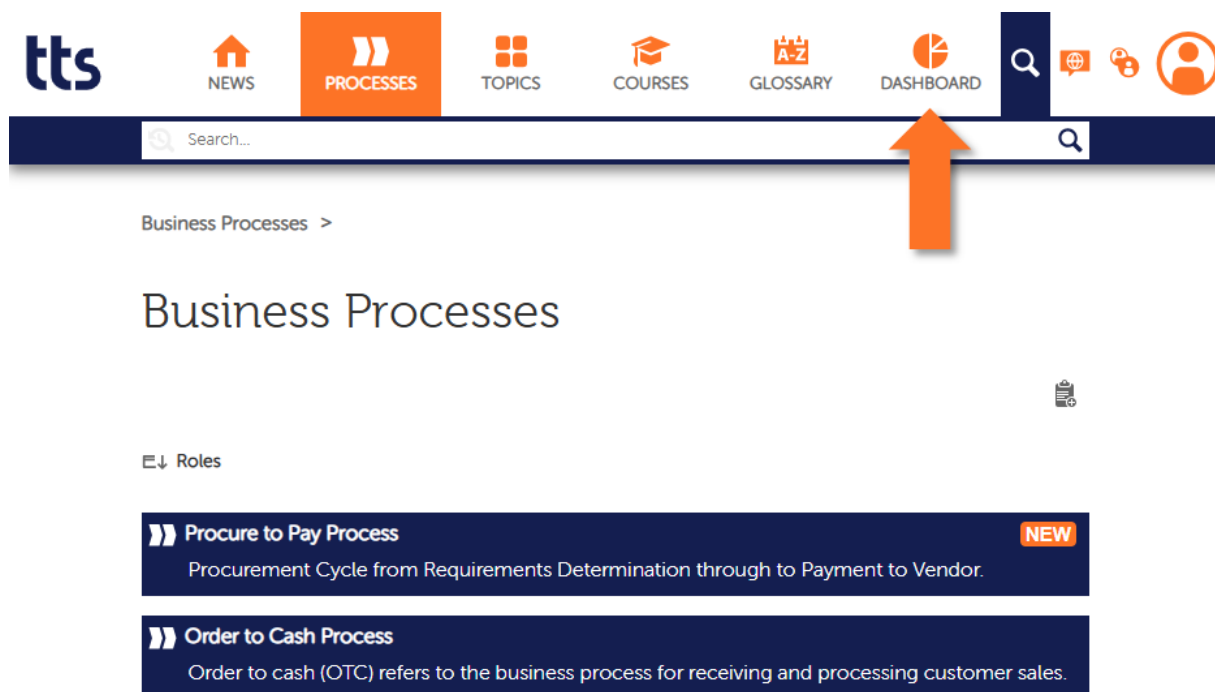 tts
NEWS
PROCESSES
TOPICS
COURSES
A-Z
GLOSSARY
DASHBOARD
Search...
Business Processes >
Business Processes
Roles
Procure to Pay Process
NEW
Procurement Cycle from Requirements Determination through to Payment to Vendor.
Order to Cash Process
Order to cash (OTC) refers to the business process for receiving and processing customer sales.